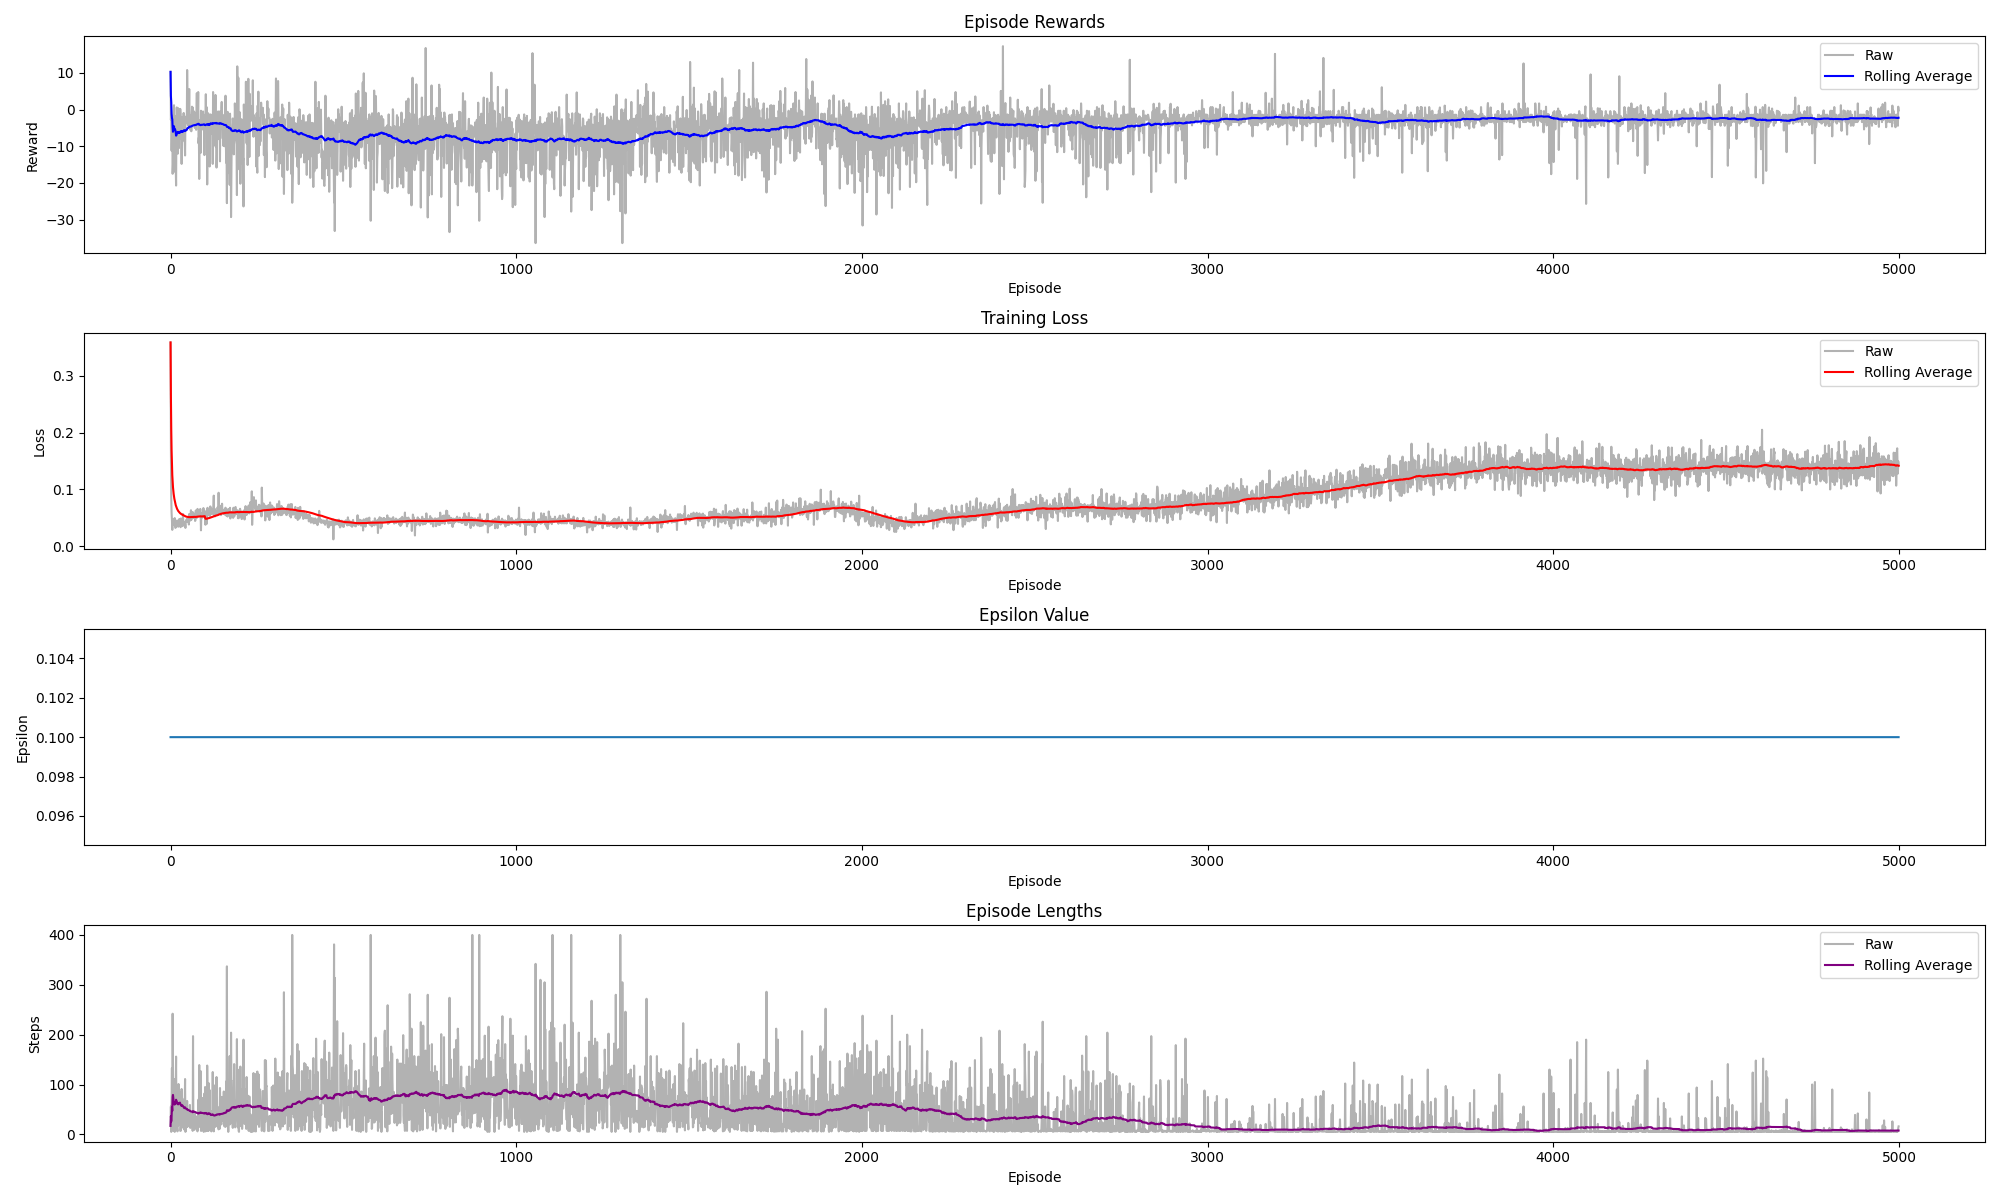 Episode Rewards
Reward
10
0
−10
−20
−30
Raw
Rolling Average
0 1000 2000 3000 4000 5000
Episode
Training Loss
Loss
0.3
0.2
0.1
0.0
Raw
Rolling Average
0 1000 2000 3000 4000 5000
Episode
Epsilon Value
Epsilon
0.104
0.102
0.100
0.098
0.096
0 1000 2000 3000 4000 5000
Episode
Episode Lengths
Steps
400
300
200
100
0
Raw
Rolling Average
0 1000 2000 3000 4000 5000
Episode